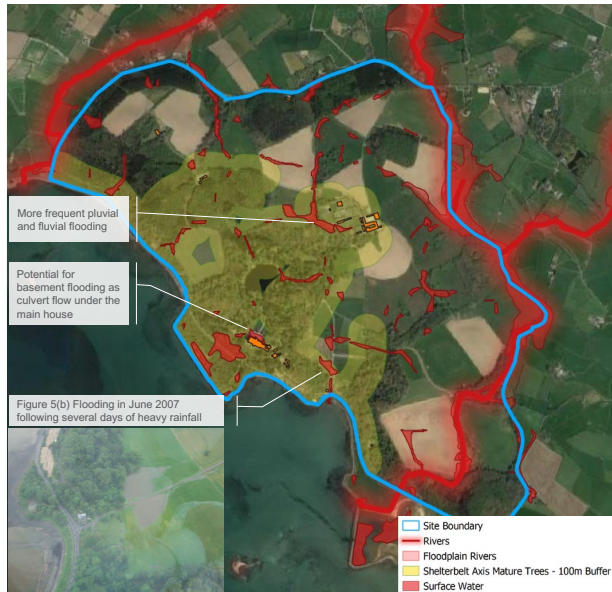 More frequent pluvial
and fluvial flooding
Potential for
basement flooding as
culvert flow under the
main house
Figure 5(b) Flooding in June 2007
following several days of heavy rainfall
Site Boundary
Rivers
Floodplain Rivers
Shelterbelt Axis Mature Trees - 100m Buffer
Surface Water